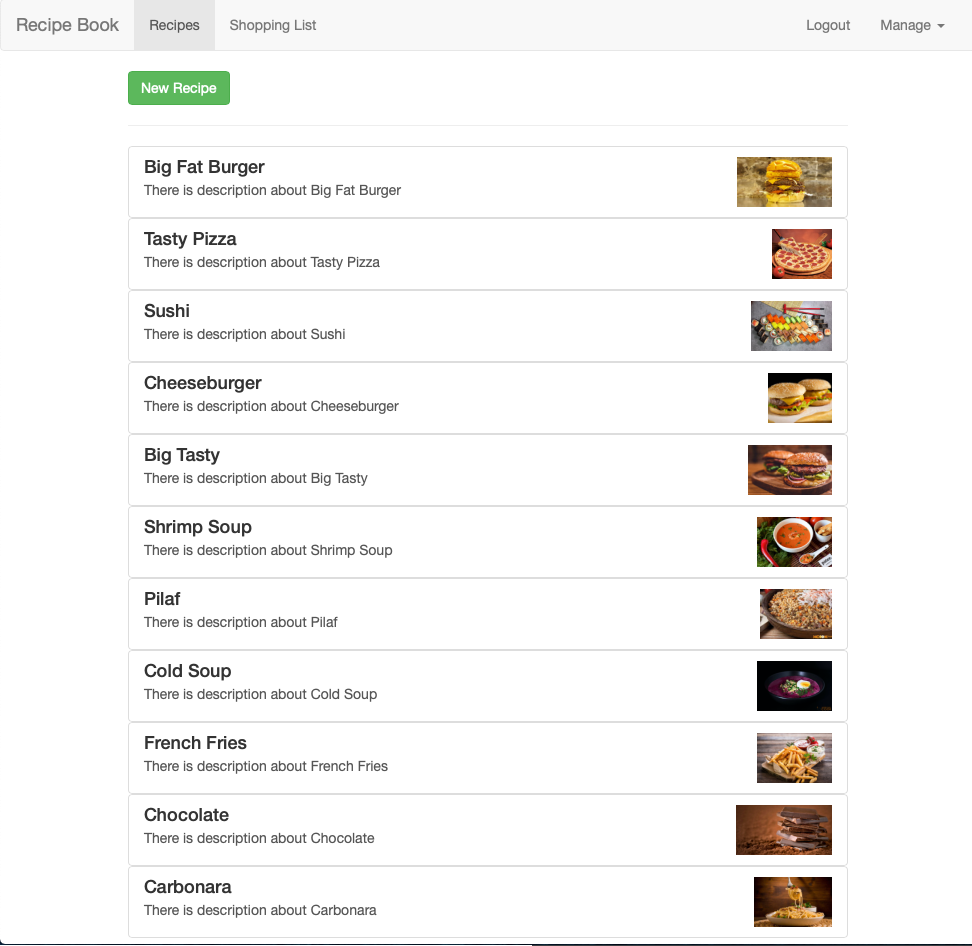 Recipe Book Recipes Shopping List Logout Manage
New Recipe
Big Fat Burger
There is description about Big Fat Burger
Tasty Pizza
There is description about Tasty Pizza
Sushi
There is description about Sushi
Cheeseburger
There is description about Cheeseburger
Big Tasty
There is description about Big Tasty
Shrimp Soup
There is description about Shrimp Soup
Pilaf
There is description about Pilaf
Cold Soup
There is description about Cold Soup
French Fries
There is description about French Fries
Chocolate
There is description about Chocolate
Carbonara
There is description about Carbonara